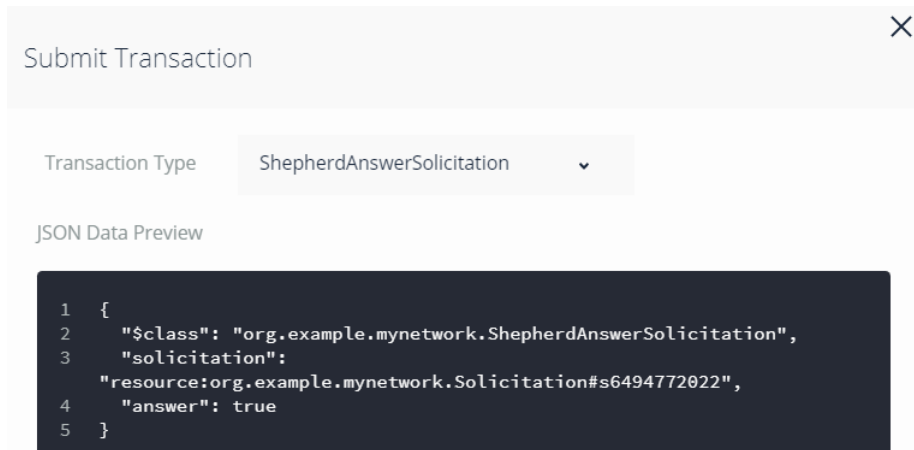 Submit Transaction
Transaction Type
ShepherdAnswerSolicitation
JSON Data Preview
1 {
2 "$class": "org.example.mynetwork.ShepherdAnswerSolicitation",
3 "solicitation":
"resource:org.example.mynetwork.Solicitation#s6494772022",
4 "answer": true
5 }